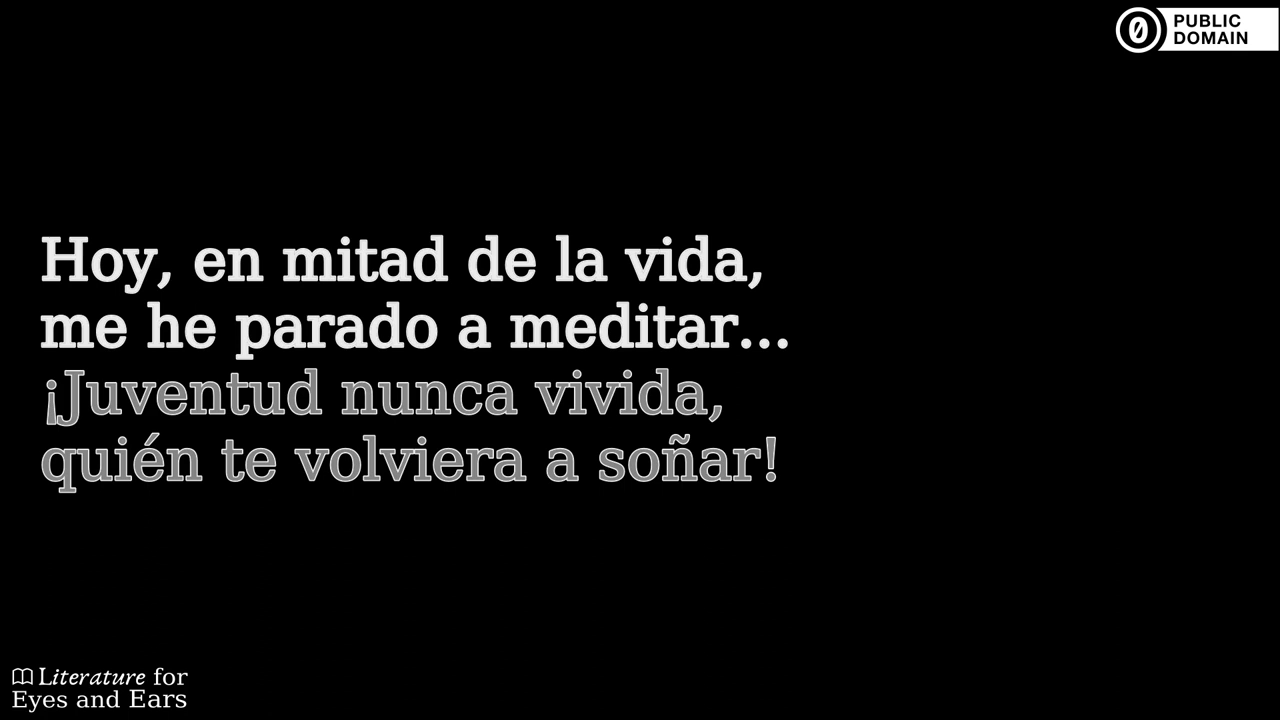 PUBLIC
DOMAIN
Hoy, en mitad de la vida,
me he parado a meditar...
¡Juventud nunca vivida,
quién te volviera a soñar!
Literature for
Eyes and Ears